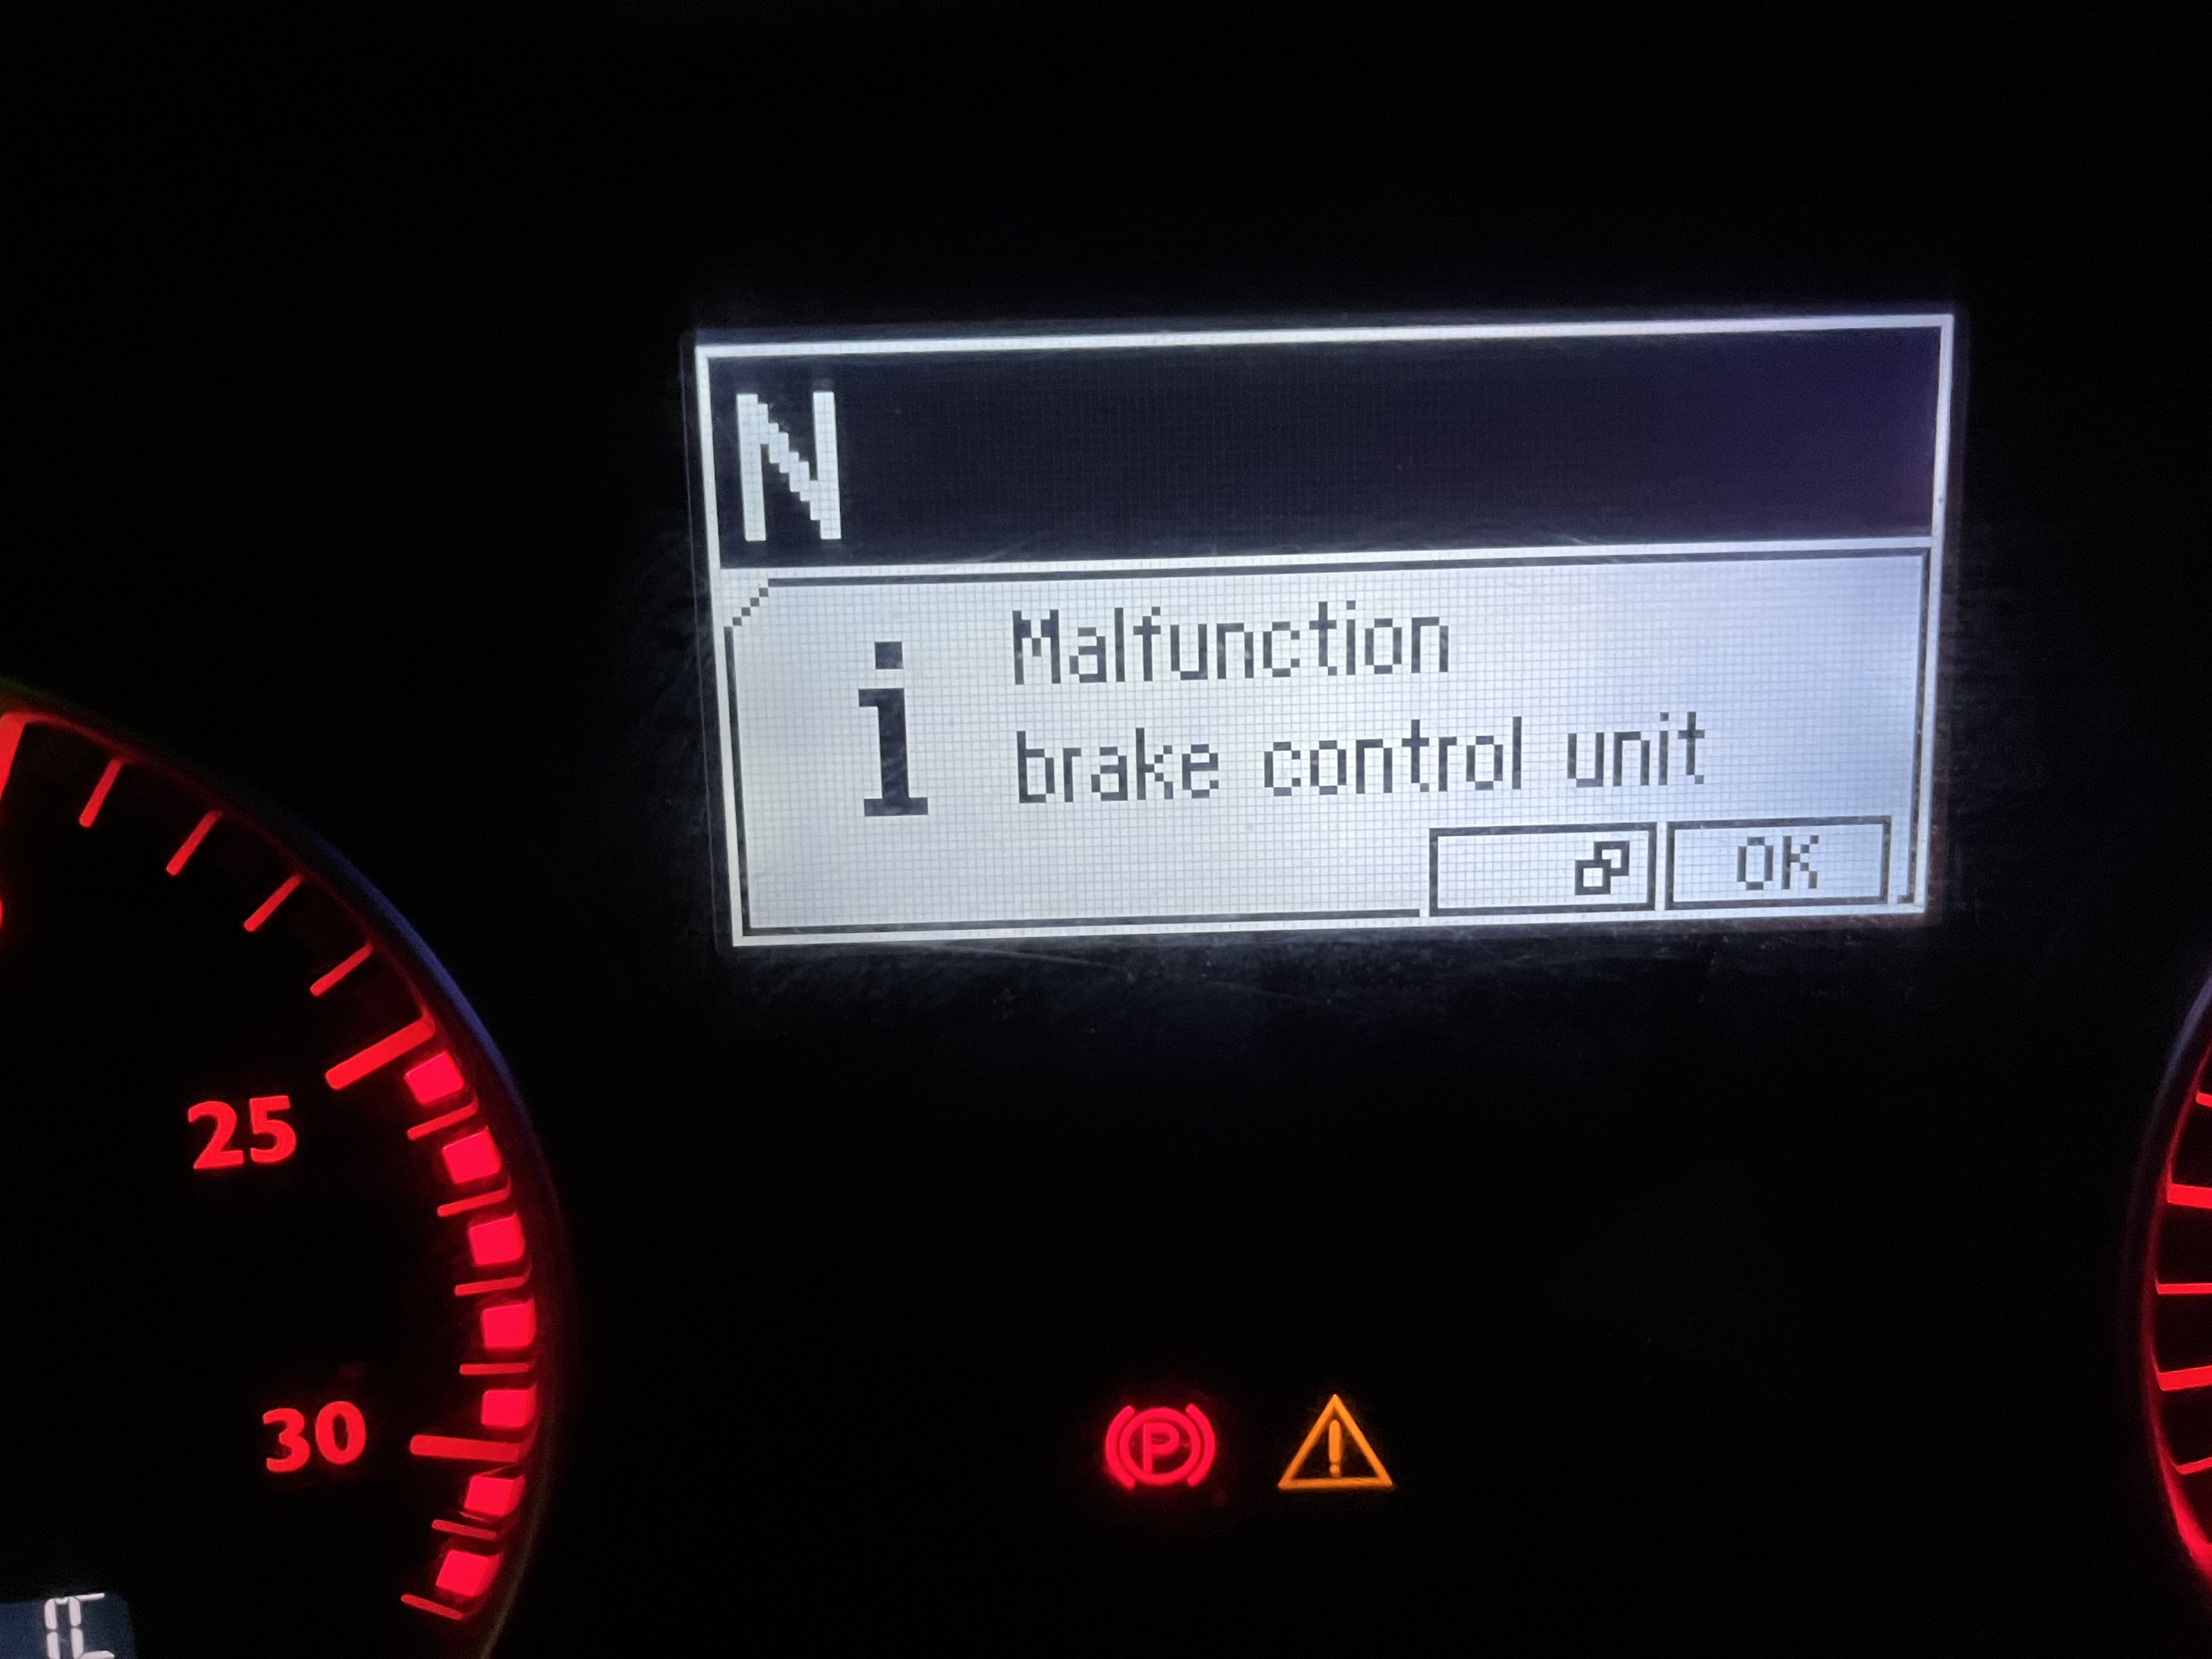 N
Malfunction
brake control unit
OK
25
30
P